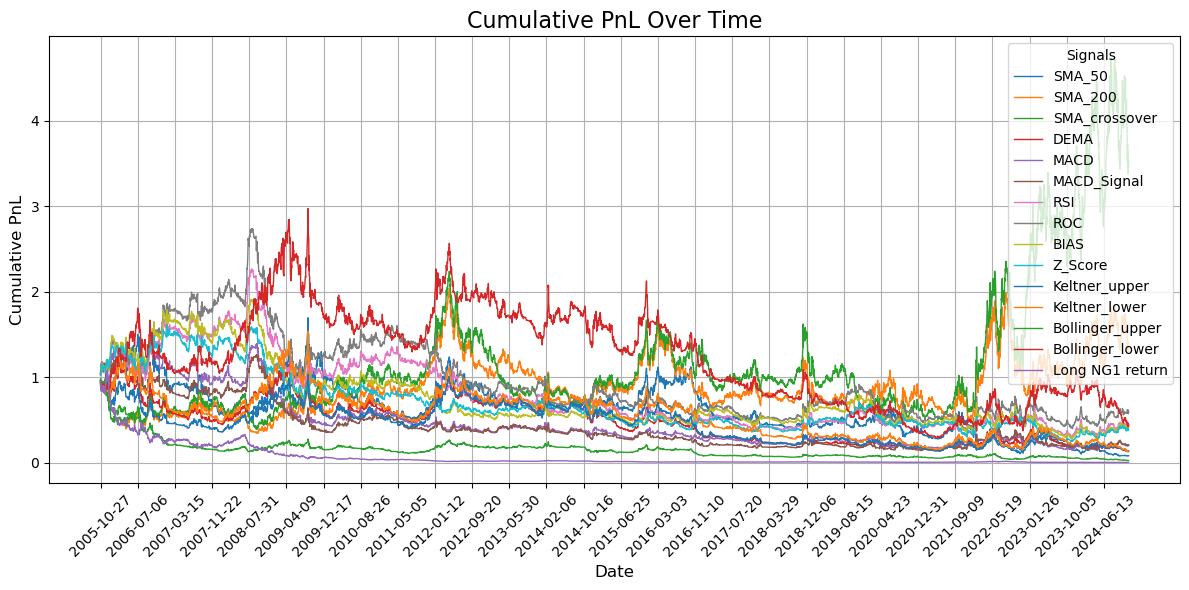 Cumulative PnL Over Time
Cumulative PnL
4
3
2
1
0
Signals
SMA_50
SMA_200
SMA_crossover
DEMA
MACD
MACD_Signal
RSI
ROC
BIAS
Z_Score
Keltner_upper
Keltner_lower
Bollinger_upper
Bollinger_lower
Long NG1 return
2005-10-27
2006-07-06
2007-03-15
2007-11-22
2008-07-31
2009-04-09
2009-12-17
2010-08-26
2011-05-05
2012-01-12
2012-09-20
2013-05-30
2014-02-06
2014-10-16
2015-06-25
2016-03-03
2016-11-10
2017-07-20
2018-03-29
2018-12-06
2019-08-15
2020-04-23
2020-12-31
2021-09-09
2022-05-19
2023-01-26
2023-10-05
2024-06-13
Date